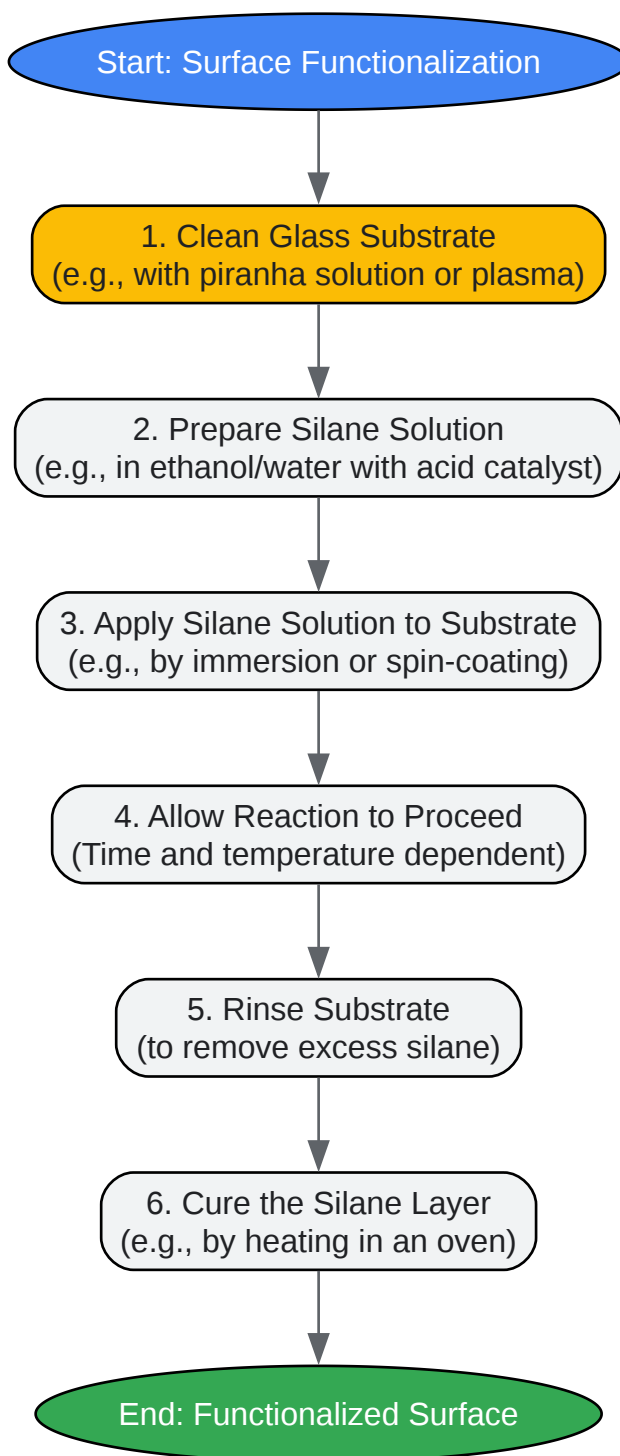 Start: Surface Functionalization
1. Clean Glass Substrate
(e.g., with piranha solution or plasma)
2. Prepare Silane Solution
(e.g., in ethanol/water with acid catalyst)
3. Apply Silane Solution to Substrate
(e.g., by immersion or spin-coating)
4. Allow Reaction to Proceed
(Time and temperature dependent)
5. Rinse Substrate
(to remove excess silane)
6. Cure the Silane Layer
(e.g., by heating in an oven)
End: Functionalized Surface